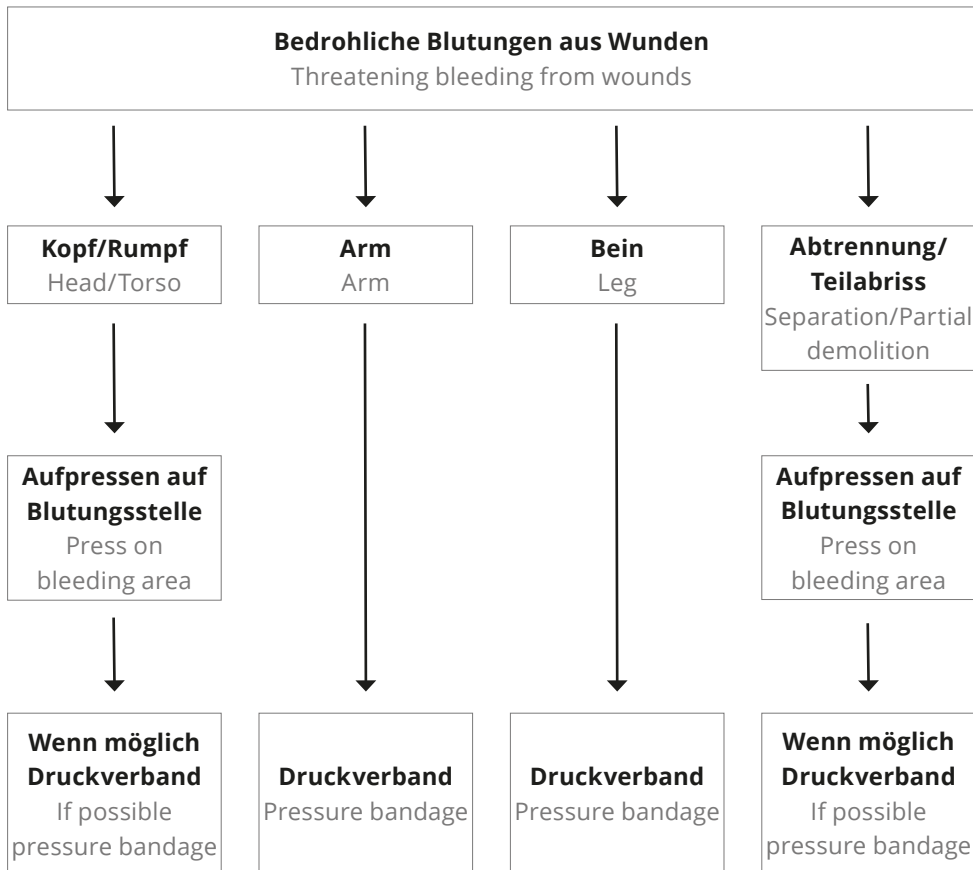 Bedrohliche Blutungen aus Wunden
Threatening bleeding from wounds
Kopf/Rumpf
Head/Torso
Arm
Arm
Bein
Leg
Abtrennung/
Teilabriss
Separation/Partial
demolition
Aufpressen auf
Blutungsstelle
Press on
bleeding area
Aufpressen auf
Blutungsstelle
Press on
bleeding area
Wenn möglich
Druckverband
If possible
pressure bandage
Druckverband
Pressure bandage
Druckverband
Pressure bandage
Wenn möglich
Druckverband
If possible
pressure bandage